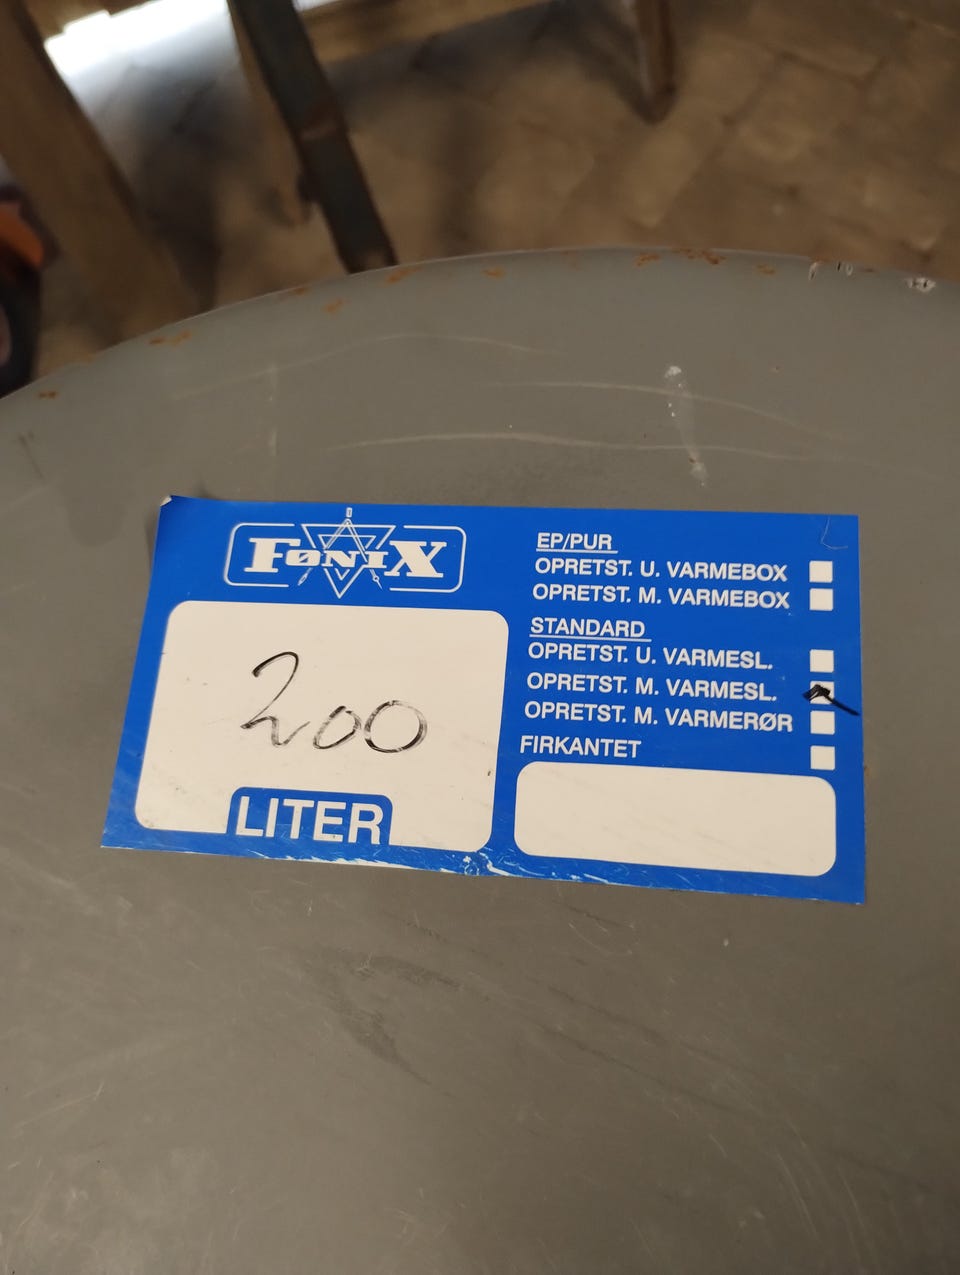 FØNIX
200
LITER
EP/PUR
OPRETST. U. VARMEBOX
OPRETST. M. VARMEBOX
STANDARD
OPRETST. U. VARMESL.
OPRETST. M. VARMESL.
OPRETST. M. VARMERØR
FIRKANTET